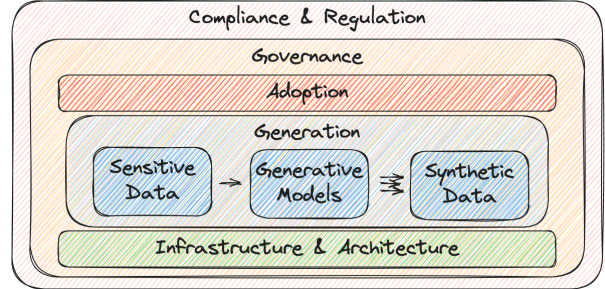 Compliance & Regulation
Governance
Adoption
Generation
Sensitive
Data
Generative
Models
Synthetic
Data
Infrastructure & Architecture